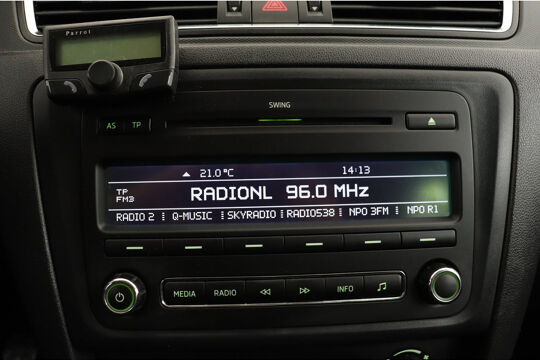 Parrot
SWING
AS TP
21.0°C 14:13
TP
FM3
RADIONL 96.0 MHz
RADIO 2 Q-MUSIC SKYRADIO RADIO538 NPO 3FM NPO R1
MEDIA RADIO INFO